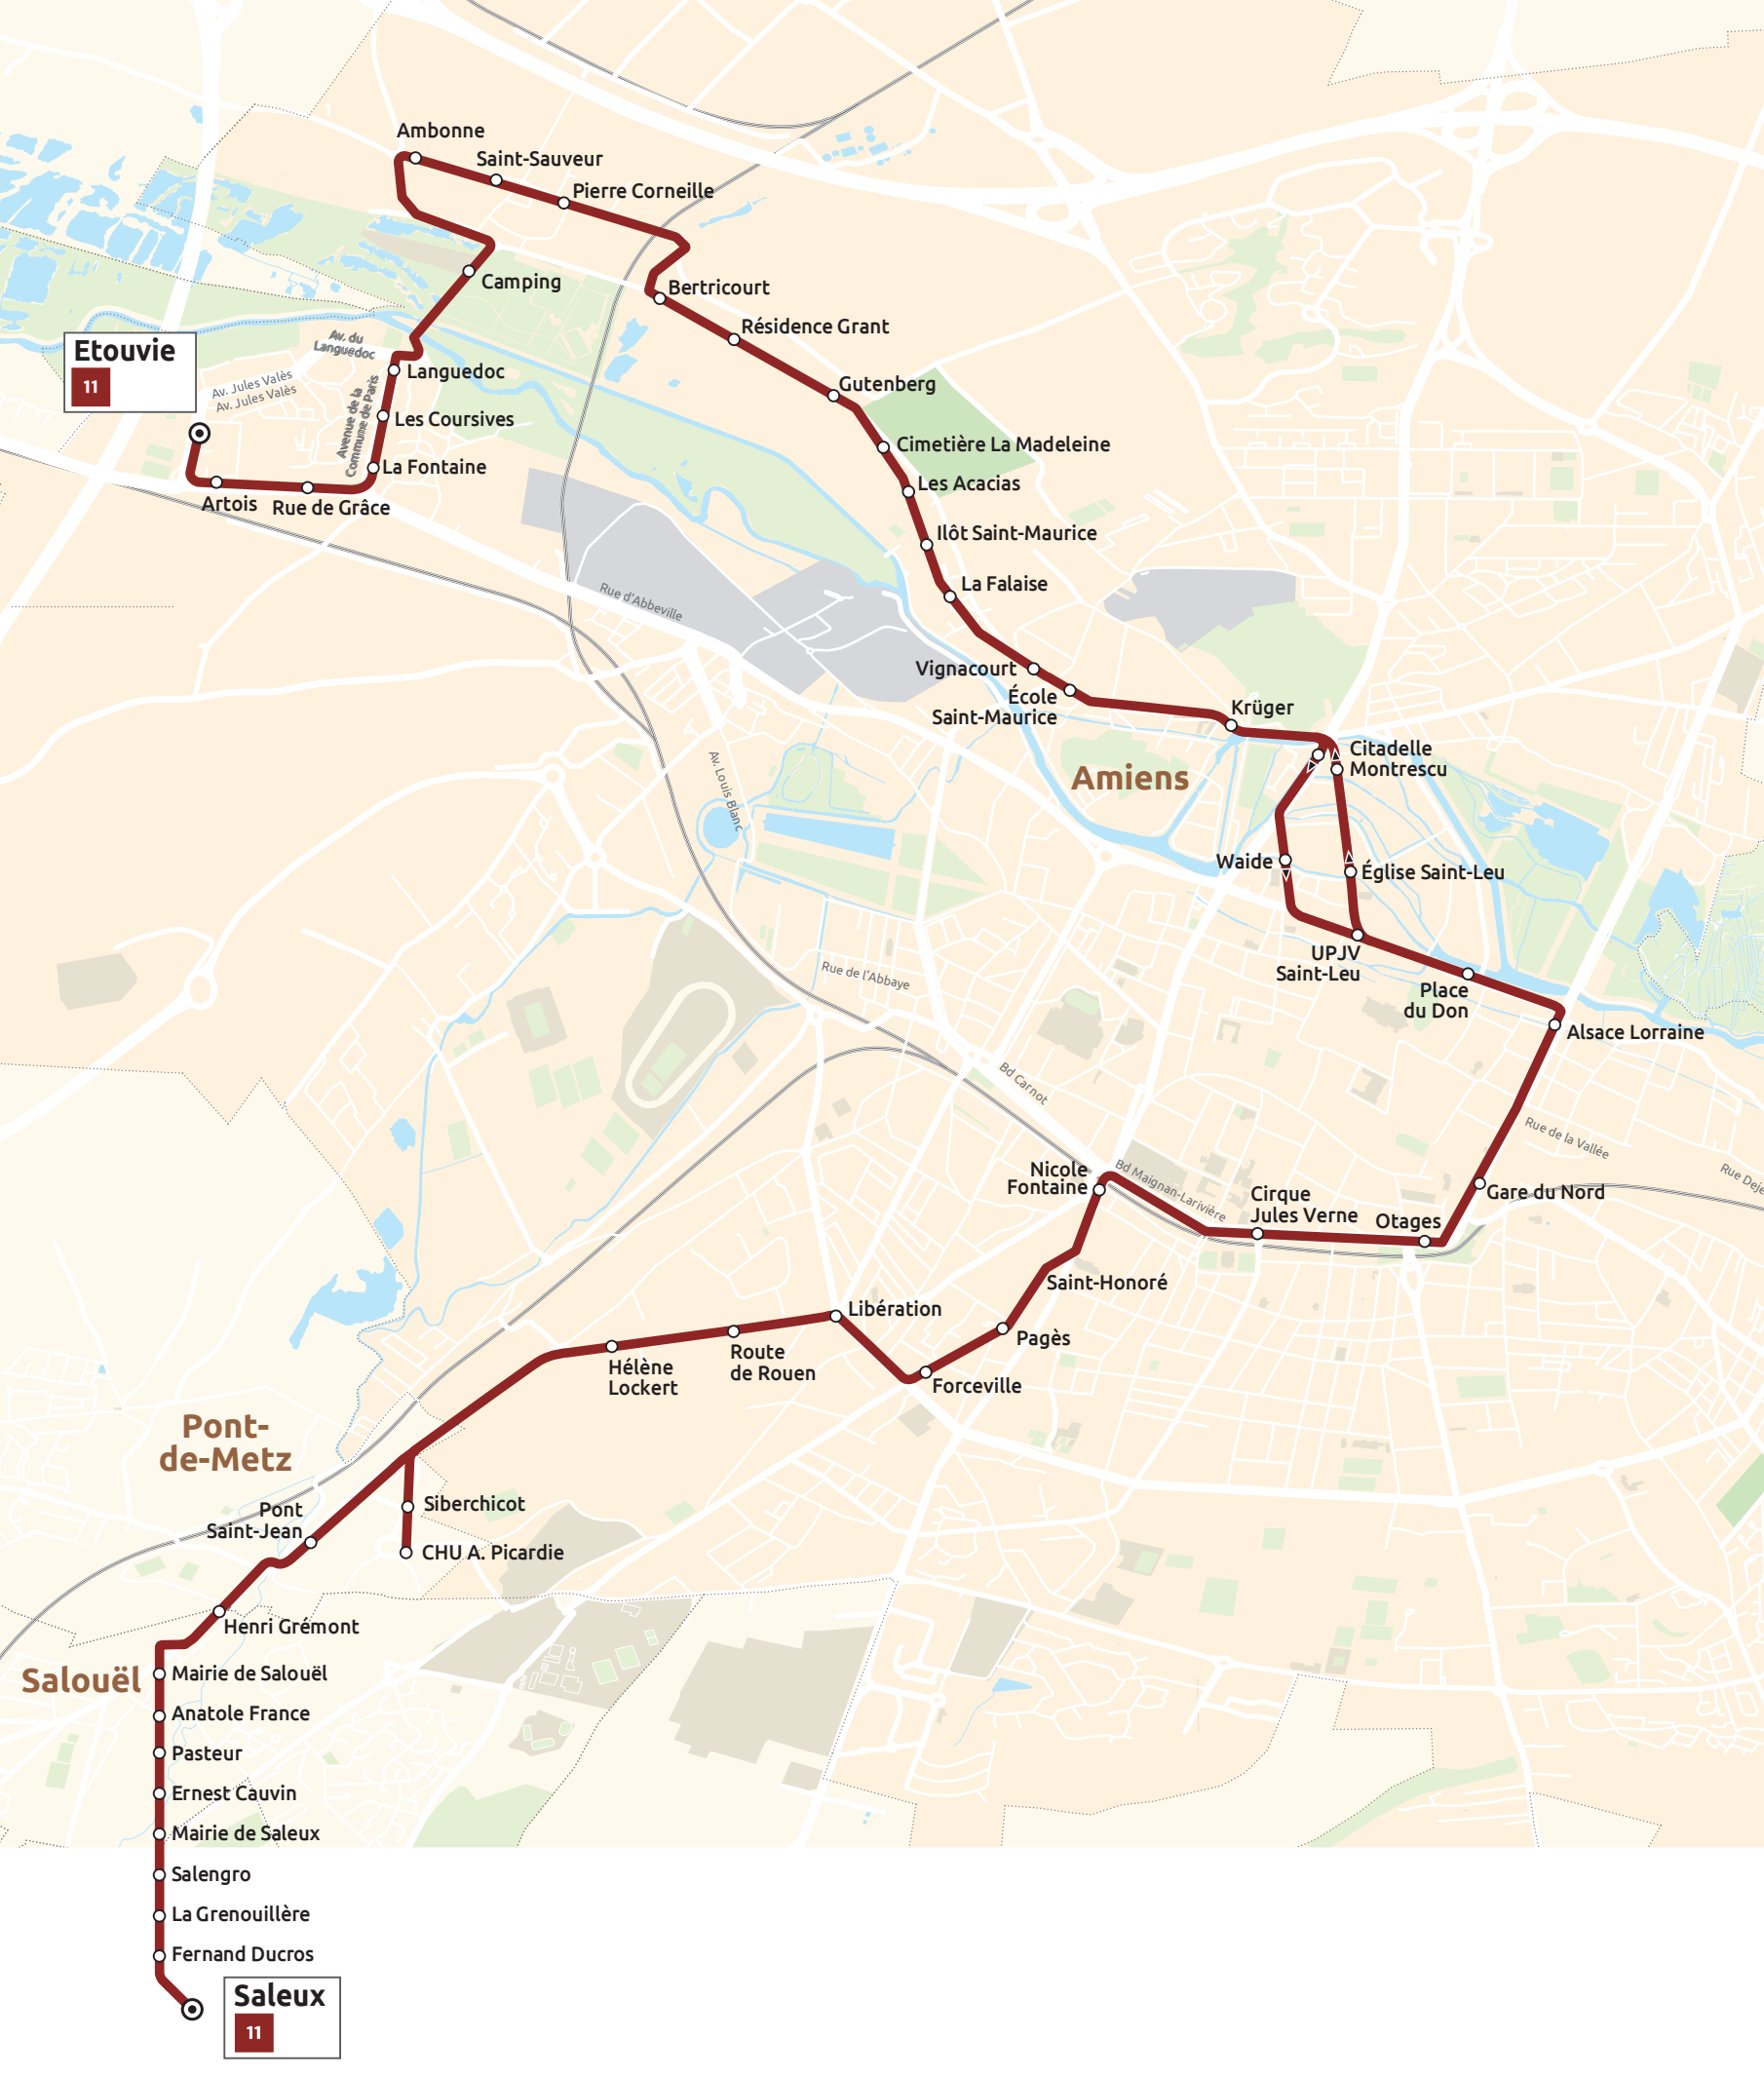 Ambonne
Saint-Sauveur
Pierre Corneille
Camping
Bertricourt
Résidence Grant
Av. du
Languedoc
Etouvie
11
Av. Jules Valès
Av. Jules Valès
Avenue de la
Commune de Paris
Languedoc
Les Coursives
La Fontaine
Artois
Rue de Grâce
Gutenberg
Cimetière La Madeleine
Les Acacias
Ilôt Saint-Maurice
La Falaise
Rue d'Abbeville
Vignacourt
École
Saint-Maurice
Krüger
Citadelle
Montrescu
Amiens
Av. Louis Blanc
Waide
Église Saint-Leu
UPJV
Saint-Leu
Place
du Don
Rue de l'Abbaye
Alsace Lorraine
Bd Carnot
Rue de la Vallée
Rue Deje
Nicole
Fontaine
Bd Maignan-Larivière
Cirque
Jules Verne
Otages
Gare du Nord
Saint-Honoré
Libération
Pagès
Route
de Rouen
Hélène
Lockert
Forceville
Pont-
de-Metz
Pont
Saint-Jean
Siberchicot
CHU A. Picardie
Henri Grémont
Salouël
Mairie de Salouël
Anatole France
Pasteur
Ernest Cauvin
Mairie de Saleux
Salengro
La Grenouillère
Fernand Ducros
Saleux
11